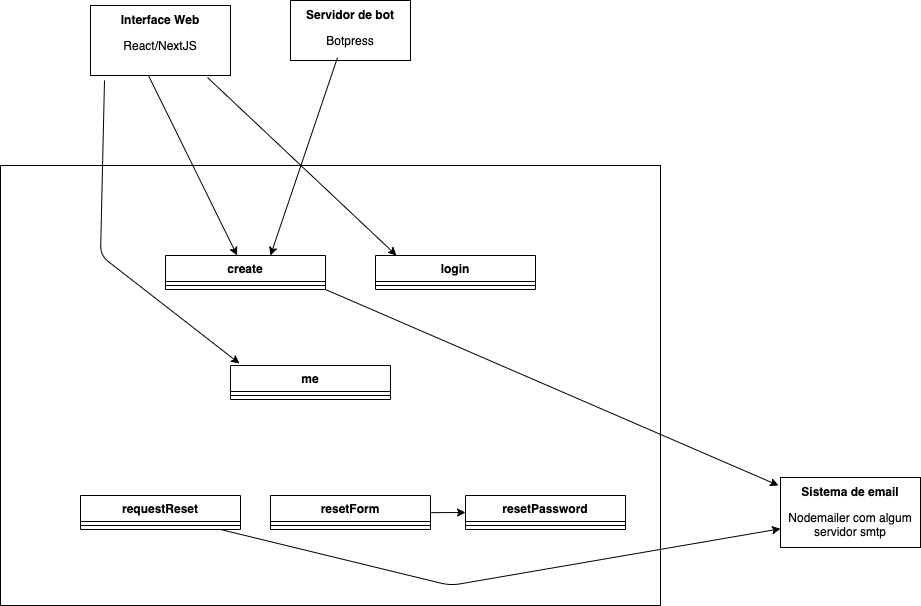 Interface Web
React/NextJS
Servidor de bot
Botpress
create
login
me
requestReset
resetForm
resetPassword
Sistema de email
Nodemailer com algum
servidor smtp